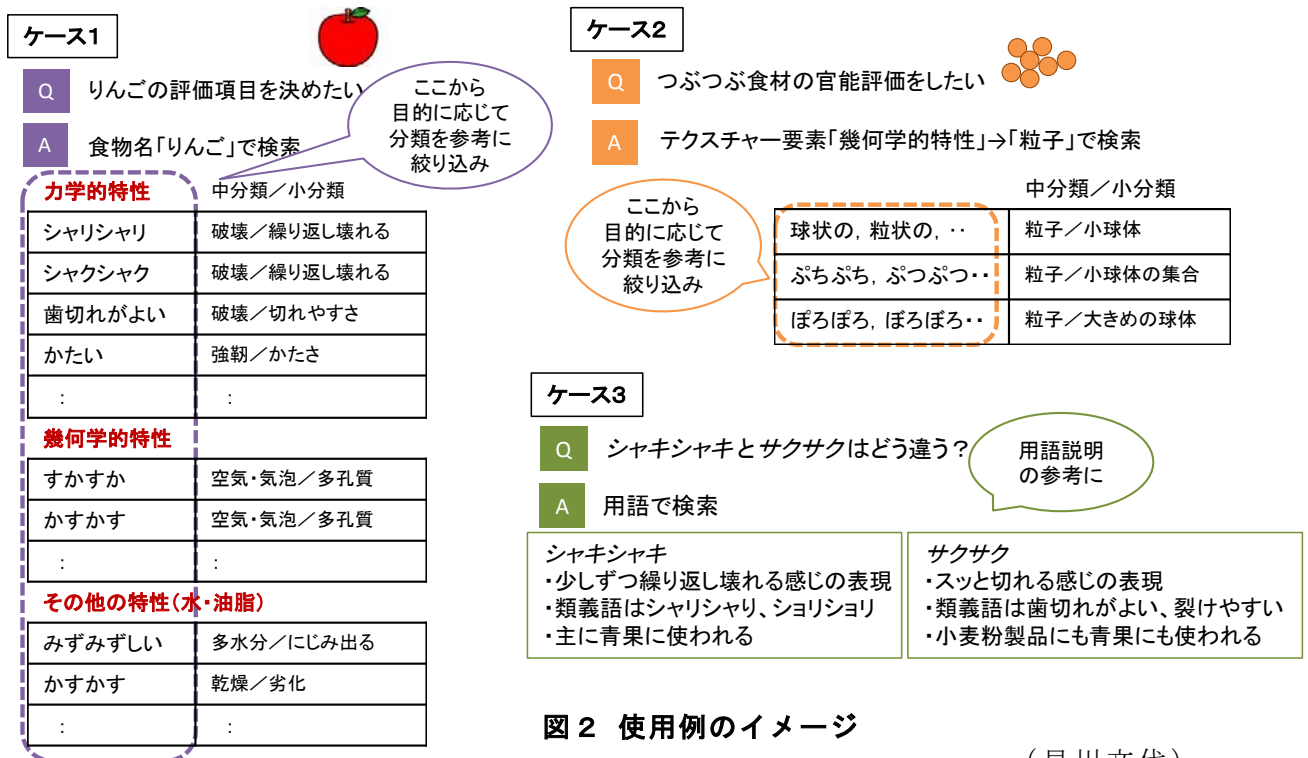 ケース1
Q りんごの評価項目を決めたい
A 食物名「りんご」で検索
ここから
目的に応じて
分類を参考に
絞り込み
力学的特性 中分類／小分類
シャリシャリ 破壊／繰り返し壊れる
シャクシャク 破壊／繰り返し壊れる
歯切れがよい 破壊／切れやすさ
かたい 強靭／かたさ
： ：
幾何学的特性
すかすか 空気・気泡／多孔質
かすかす 空気・気泡／多孔質
： ：
その他の特性(水・油脂)
みずみずしい 多水分／にじみ出る
かすかす 乾燥／劣化
： ：
ケース2
Q つぶつぶ食材の官能評価をしたい
A テクスチャー要素「幾何学的特性」→「粒子」で検索
ここから
目的に応じて
分類を参考に
絞り込み
中分類／小分類
球状の, 粒状の, ‥ 粒子／小球体
ぷちぷち, ぷつぷつ‥ 粒子／小球体の集合
ぽろぽろ, ぼろぼろ‥ 粒子／大きめの球体
ケース3
Q シャキシャキとサクサクはどう違う？
A 用語で検索
用語説明
の参考に
シャキシャキ
・少しずつ繰り返し壊れる感じの表現
・類義語はシャリシャり、ショリショリ
・主に青果に使われる
サクサク
・スッと切れる感じの表現
・類義語は歯切れがよい、裂けやすい
・小麦粉製品にも青果にも使われる
図２ 使用例のイメージ